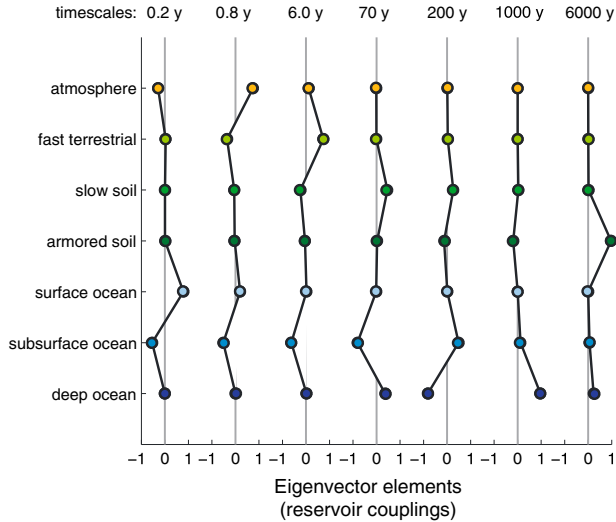 timescales: 0.2 y 0.8 y 6.0 y 70 y 200 y 1000 y 6000 y
atmosphere
fast terrestrial
slow soil
armored soil
surface ocean
subsurface ocean
deep ocean
−1 0 1 −1 0 1 −1 0 1 −1 0 1 −1 0 1 −1 0 1 −1 0 1
Eigenvector elements
(reservoir couplings)